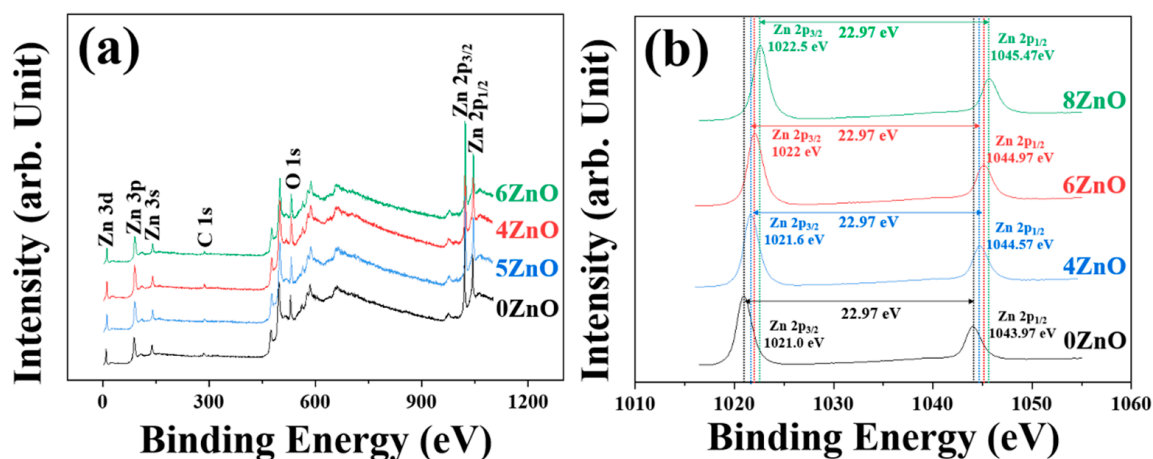 (a)
Intensity (arb. Unit)
Zn 3d
Zn 3p
Zn 3s
C 1s
O 1s
Zn 2p3/2
Zn 2p1/2
6ZnO
4ZnO
5ZnO
0ZnO
0
300
600
900
1200
Binding Energy (eV)
(b)
Intensity (arb. Unit)
Zn 2p3/2
1022.5 eV
22.97 eV
Zn 2p1/2
1045.47eV
8ZnO
Zn 2p3/2
1022 eV
22.97 eV
Zn 2p1/2
1044.97 eV
6ZnO
Zn 2p3/2
1021.6 eV
22.97 eV
Zn 2p1/2
1044.57 eV
4ZnO
Zn 2p3/2
1021.0 eV
22.97 eV
Zn 2p1/2
1043.97 eV
0ZnO
1010
1020
1030
1040
1050
1060
Binding Energy (eV)